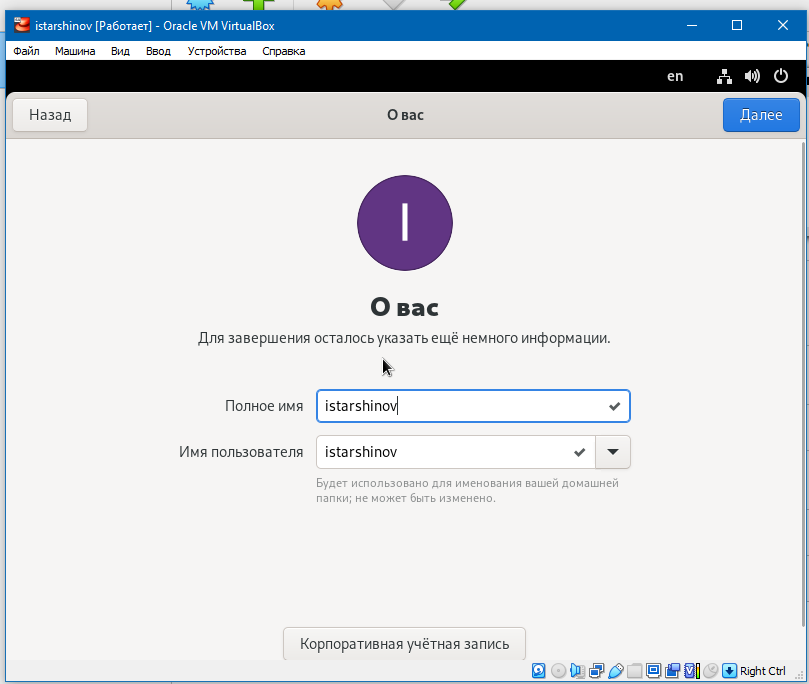 istarshinov [Работает] - Oracle VM VirtualBox
Файл Машина Вид Ввод Устройства Справка
en
Назад О вас Далее
I
О вас
Для завершения осталось указать ещё немного информации.
Полное имя istarshinov
Имя пользователя istarshinov
Будет использовано для именования вашей домашней
папки; не может быть изменено.
Корпоративная учётная запись
Right Ctrl